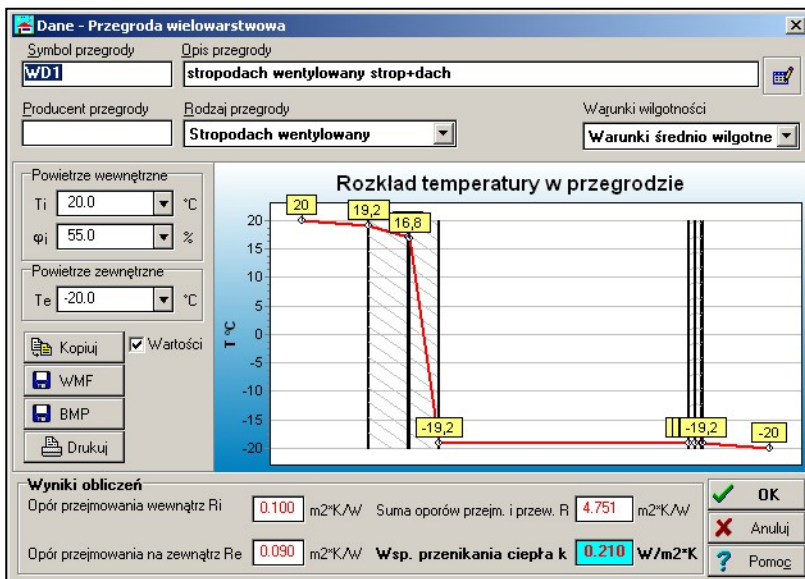 Dane - Przegroda wielowarstwowa
Symbol przegrody Opis przegrody
WD1 stropodach wentylowany strop+dach
Producent przegrody Rodzaj przegrody Warunki wilgotności
Stropodach wentylowany Warunki średnio wilgotne
Powietrze wewnętrzne
Ti 20.0 °C
φi 55.0 %
Powietrze zewnętrzne
Te -20.0 °C
Kopiuj Wartości
WMF
BMP
Drukuj
Rozkład temperatury w przegrodzie
T °C
20
15
10
5
0
-5
-10
-15
-20
20 19,2 16,8 -19,2 -19,2 -20
Wyniki obliczeń
Opór przejmowania wewnątrz Ri 0.100 m2*K/W Suma oporów przejm. i przew. R 4.751 m2*K/W
Opór przejmowania na zewnątrz Re 0.090 m2*K/W Wsp. przenikania ciepła k 0.210 W/m2*K
OK
Anuluj
Pomoc